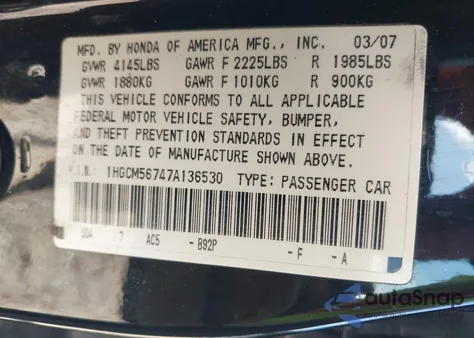 MFD. BY HONDA OF AMERICA MFG., INC. 03/07
GVWR 4145LBS GAWR F 2225LBS R 1985LBS
GVWR 1880KG GAWR F 1010KG R 900KG
THIS VEHICLE CONFORMS TO ALL APPLICABLE
FEDERAL MOTOR VEHICLE SAFETY, BUMPER,
AND THEFT PREVENTION STANDARDS IN EFFECT
ON THE DATE OF MANUFACTURE SHOWN ABOVE.
V.I.N. 1HGCM56747A136530 TYPE: PASSENGER CAR
SDA 7 AC5 - B92P - F - A
autoSnap